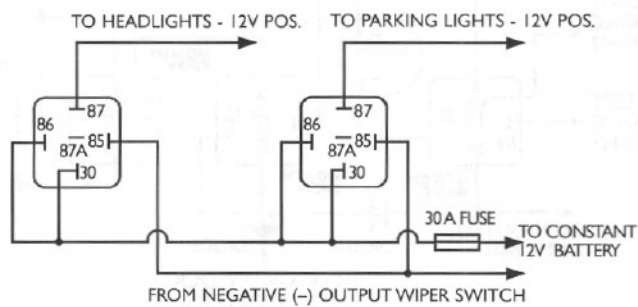 TO HEADLIGHTS - 12V POS.
TO PARKING LIGHTS - 12V POS.
87
86
85
87A
30
87
86
85
87A
30
30A FUSE
TO CONSTANT
12V BATTERY
FROM NEGATIVE (–) OUTPUT WIPER SWITCH